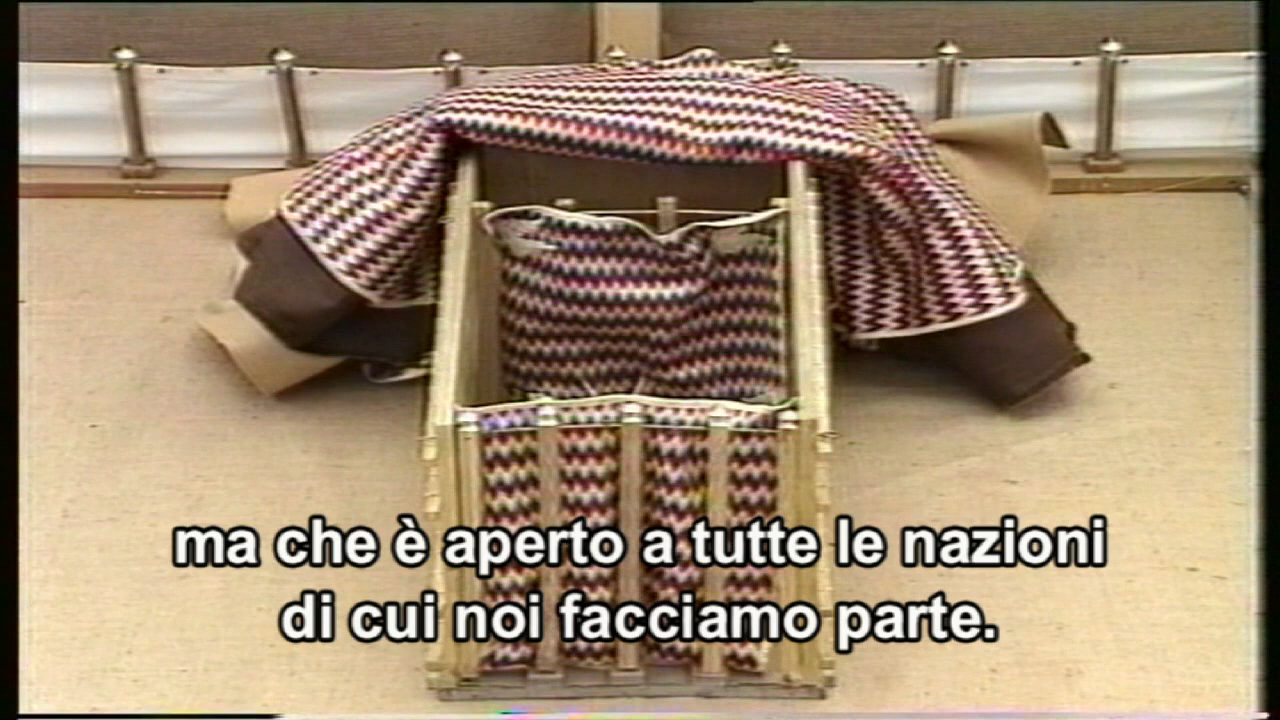 ma che è aperto a tutte le nazioni
di cui noi facciamo parte.